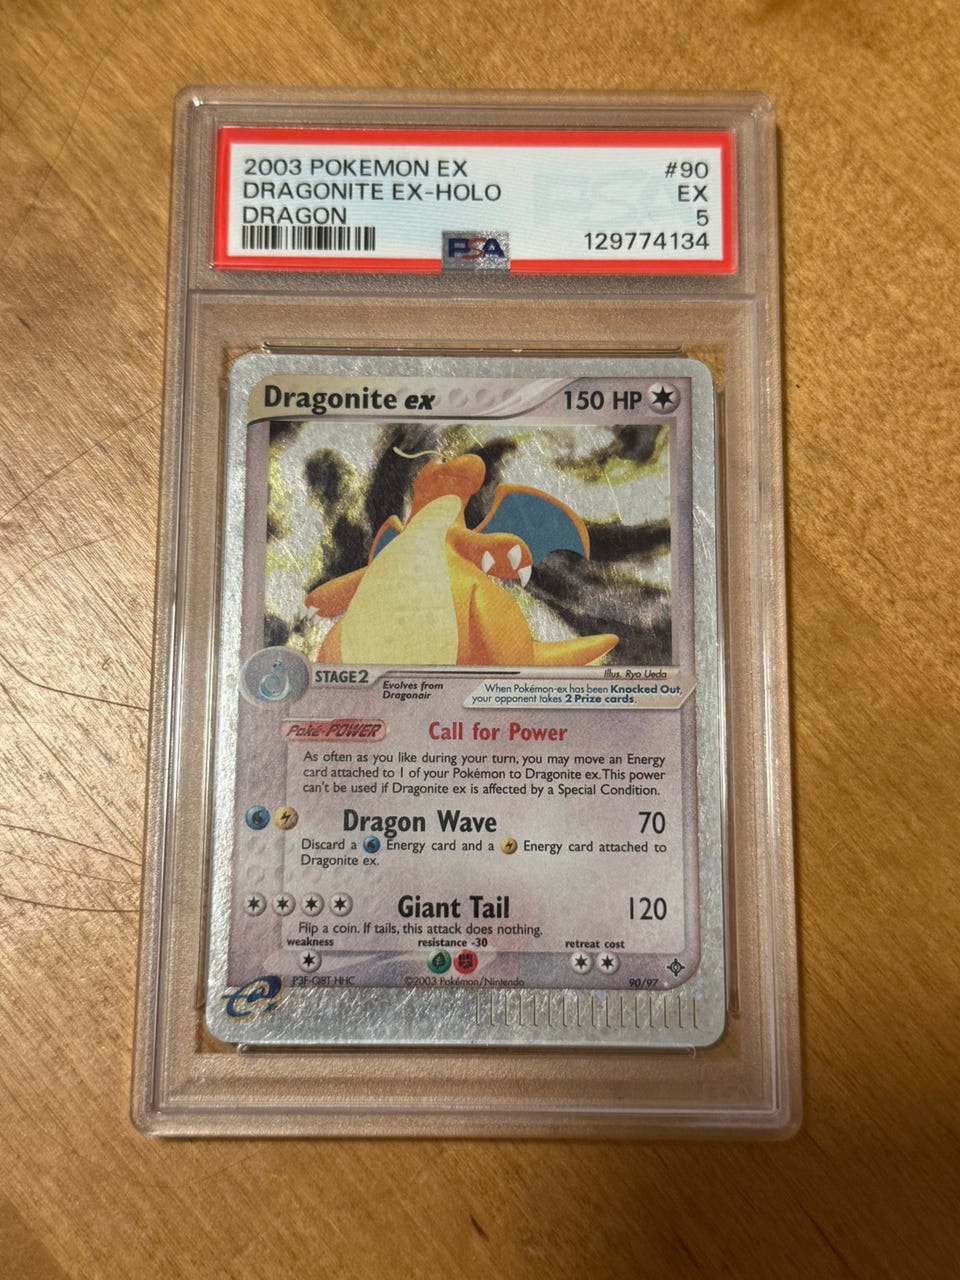 2003 POKEMON EX #90
DRAGONITE EX-HOLO EX
DRAGON 5
PSA 129774134
Dragonite ex 150 HP
Illus. Ryo Ueda
STAGE2
Evolves from
Dragonair
When Pokémon-ex has been Knocked Out,
your opponent takes 2 Prize cards.
Poké-POWER Call for Power
As often as you like during your turn, you may move an Energy
card attached to 1 of your Pokémon to Dragonite ex. This power
can't be used if Dragonite ex is affected by a Special Condition.
Dragon Wave 70
Discard a Energy card and a Energy card attached to
Dragonite ex.
Giant Tail 120
Flip a coin. If tails, this attack does nothing.
weakness resistance -30 retreat cost
P3F-Q8T-HHC ©2003 Pokémon/Nintendo 90/97
e